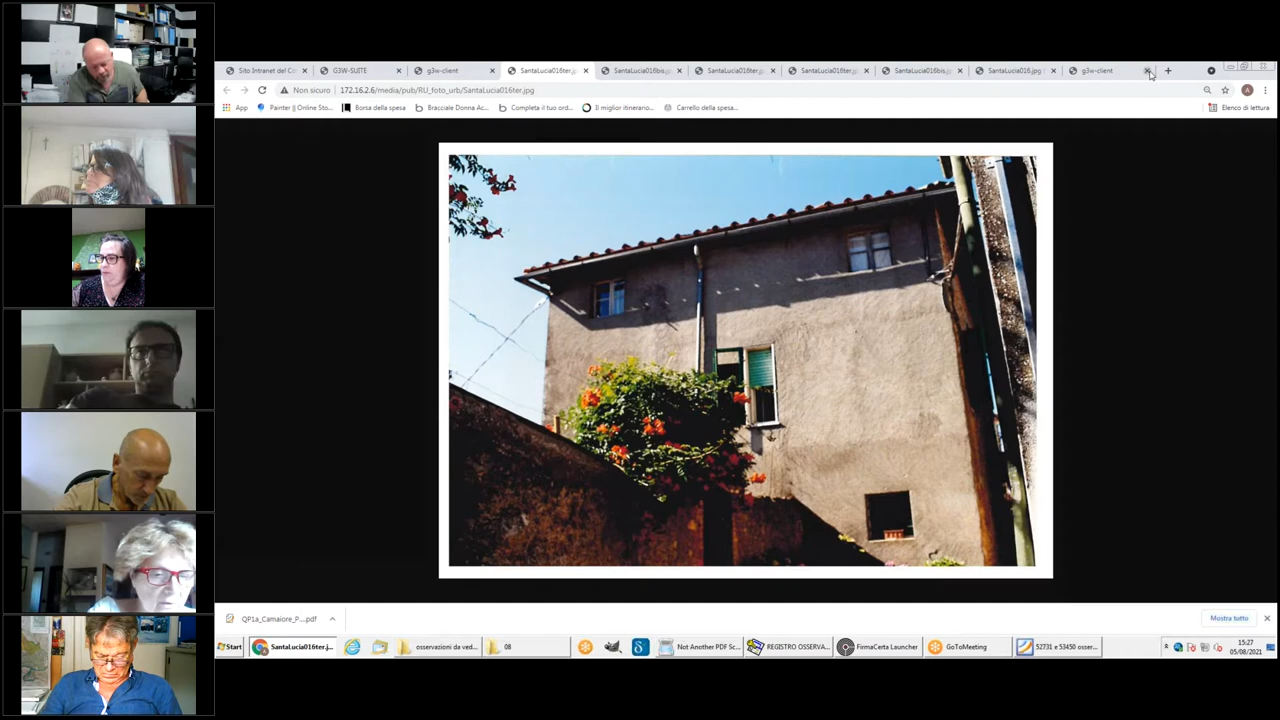 Sito Intranet del Co
G3W-SUITE
g3w-client
SantaLucia016ter.jp
SantaLucia016bis.jp
SantaLucia016ter.jp
SantaLucia016ter.jp
SantaLucia016bis.jp
SantaLucia016.jpg (
g3w-client
Non sicuro 172.16.2.6/media/pub/RU_foto_urb/SantaLucia016ter.jpg
A
App
Painter || Online Sto...
Borsa della spesa
Bracciale Donna Ac...
Completa il tuo ord...
Il miglior itinerario...
Carrello della spesa...
Elenco di lettura
QP1a_Camaiore_P....pdf
Mostra tutto
Start
SantaLucia016ter.j...
osservazioni da ved...
08
Not Another PDF Sc...
REGISTRO OSSERVA...
FirmaCerta Launcher
GoToMeeting
52731 e 53450 osser...
15:27
05/08/2021